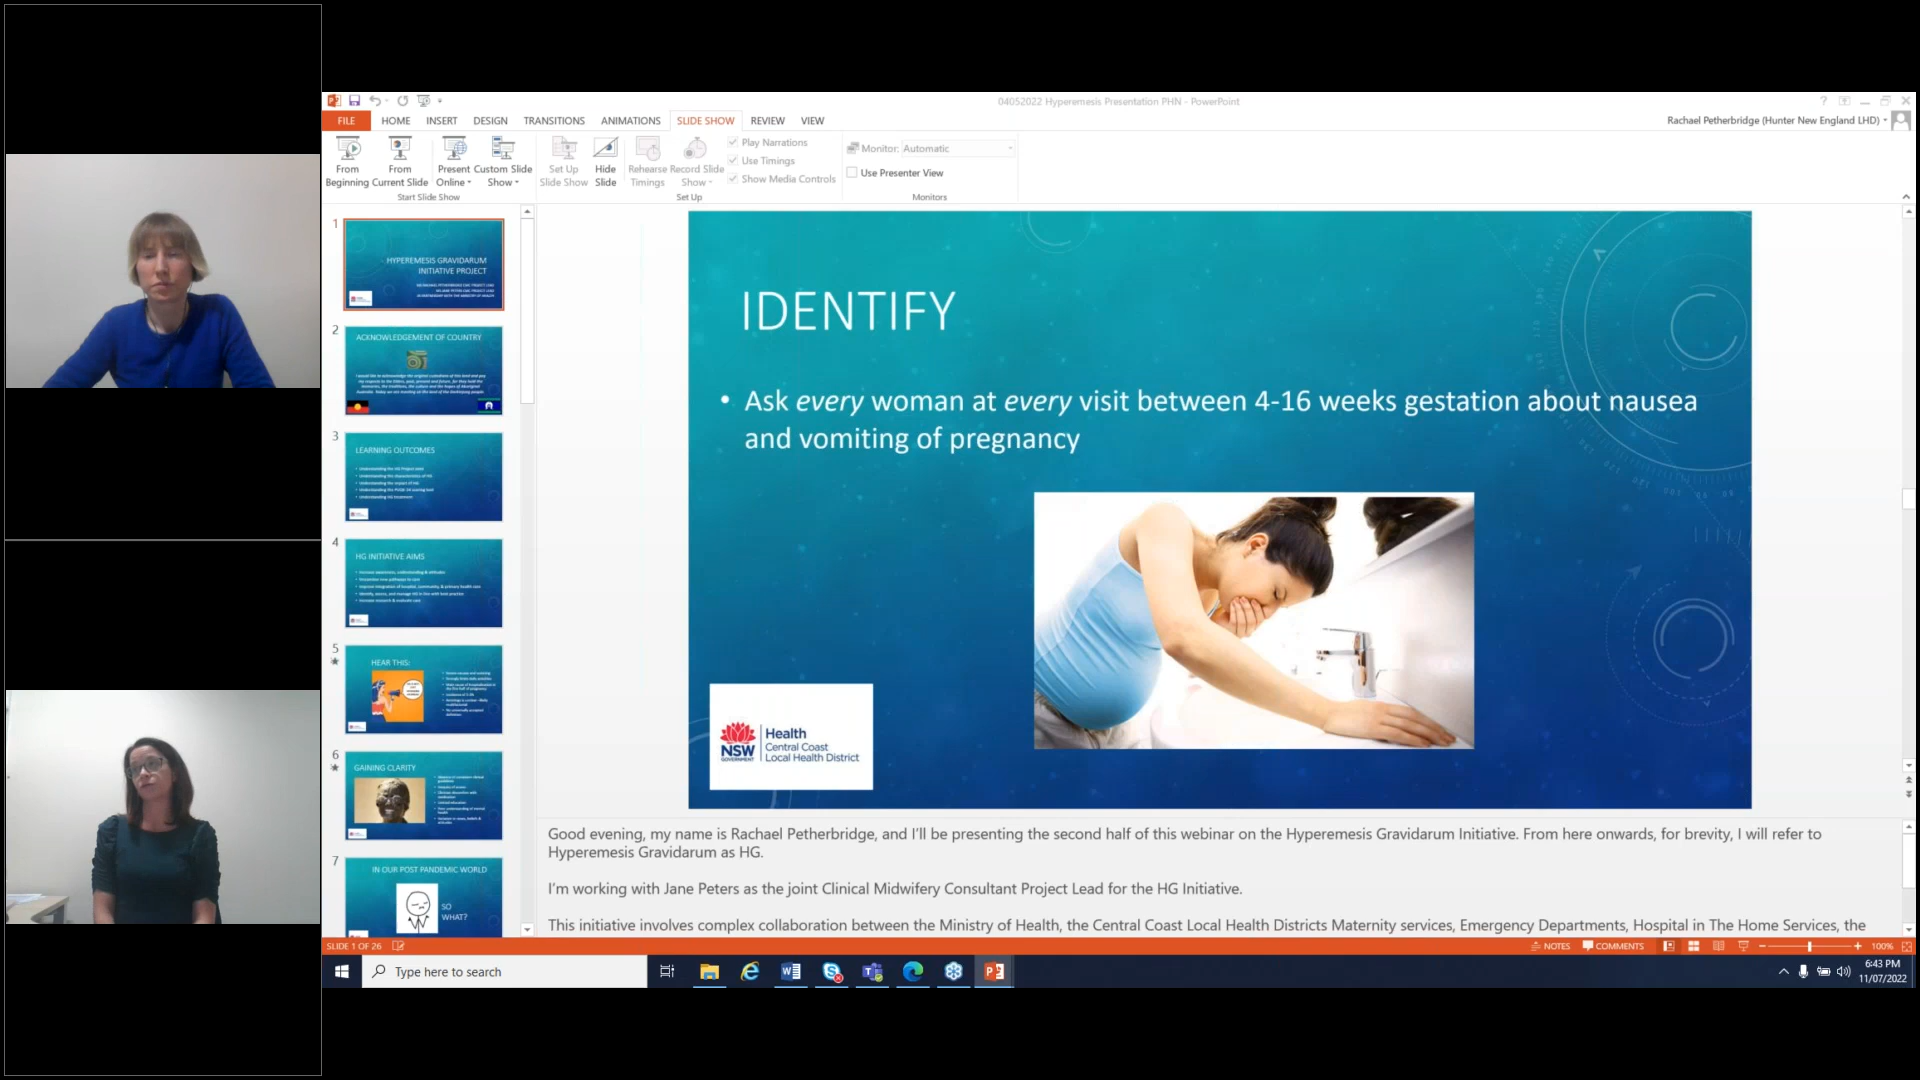 04052022 Hyperemesis Presentation PHN - PowerPoint
FILE HOME INSERT DESIGN TRANSITIONS ANIMATIONS SLIDE SHOW REVIEW VIEW
Rachael Petherbridge (Hunter New England LHD)
From Beginning
From Current Slide
Present Online
Custom Slide Show
Start Slide Show
Set Up Slide Show
Hide Slide
Rehearse Timings
Record Slide Show
Play Narrations
Use Timings
Show Media Controls
Set Up
Monitor: Automatic
Use Presenter View
Monitors
1
HYPEREMESIS GRAVIDARUM
INITIATIVE PROJECT
2
ACKNOWLEDGEMENT OF COUNTRY
3
LEARNING OUTCOMES
4
HG INITIATIVE AIMS
5
HEAR THIS:
6
GAINING CLARITY
7
IN OUR POST PANDEMIC WORLD
SO
WHAT?
IDENTIFY
• Ask every woman at every visit between 4-16 weeks gestation about nausea
and vomiting of pregnancy
NSW
GOVERNMENT
Health
Central Coast
Local Health District
Good evening, my name is Rachael Petherbridge, and I'll be presenting the second half of this webinar on the Hyperemesis Gravidarum Initiative. From here onwards, for brevity, I will refer to
Hyperemesis Gravidarum as HG.
I'm working with Jane Peters as the joint Clinical Midwifery Consultant Project Lead for the HG Initiative.
This initiative involves complex collaboration between the Ministry of Health, the Central Coast Local Health Districts Maternity services, Emergency Departments, Hospital in The Home Services, the
SLIDE 1 OF 26
NOTES COMMENTS 100%
Type here to search
6:43 PM
11/07/2022